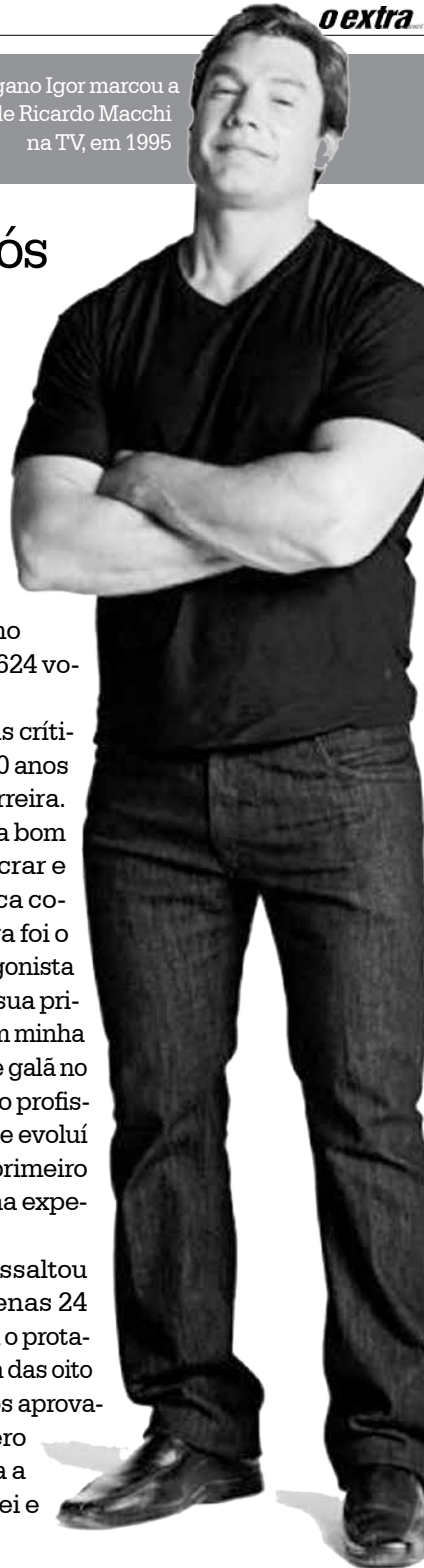 o extra
gano Igor marcou a
de Ricardo Macchi
na TV, em 1995
ós
no
624 vo-
s críti-
0 anos
rreira.
a bom
crar e
ca co-
a foi o
gonista
sua pri-
m minha
e galã no
o profis-
e evoluí
primeiro
na expe-
ssaltou
enas 24
o prota-
a das oito
os aprova-
ero
a a
ei e